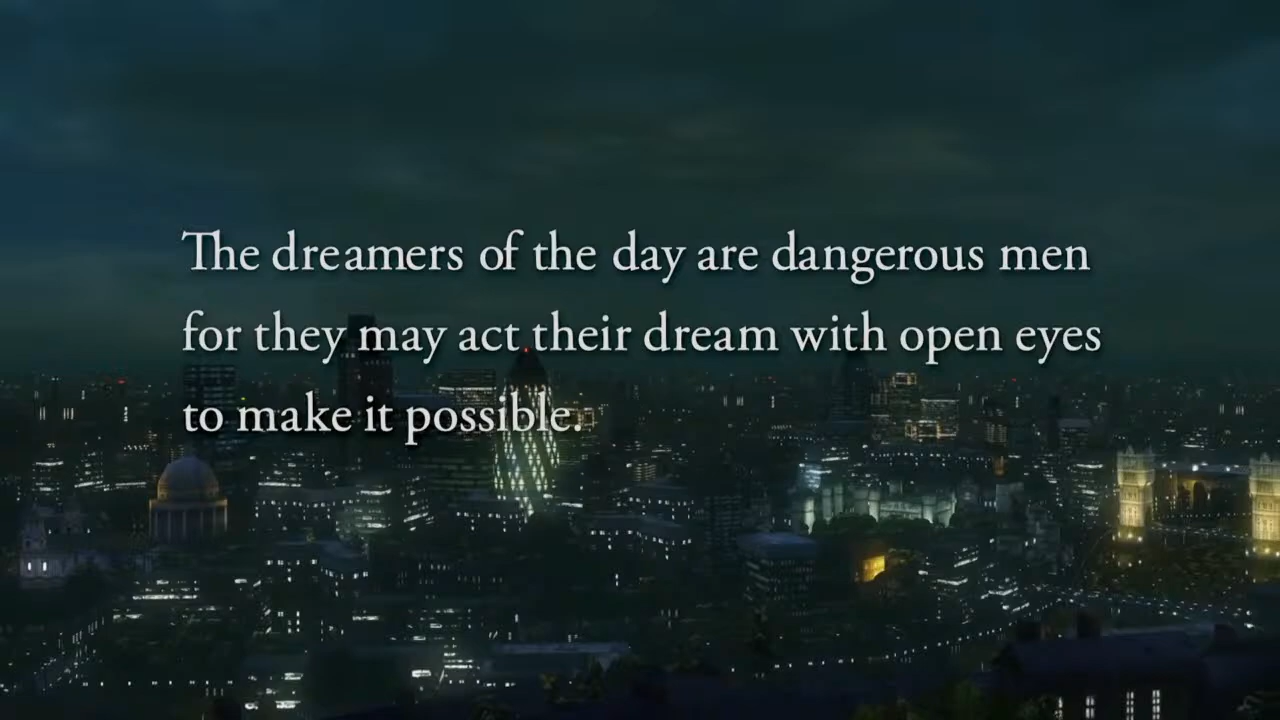 The dreamers of the day are dangerous men
for they may act their dream with open eyes
to make it possible.